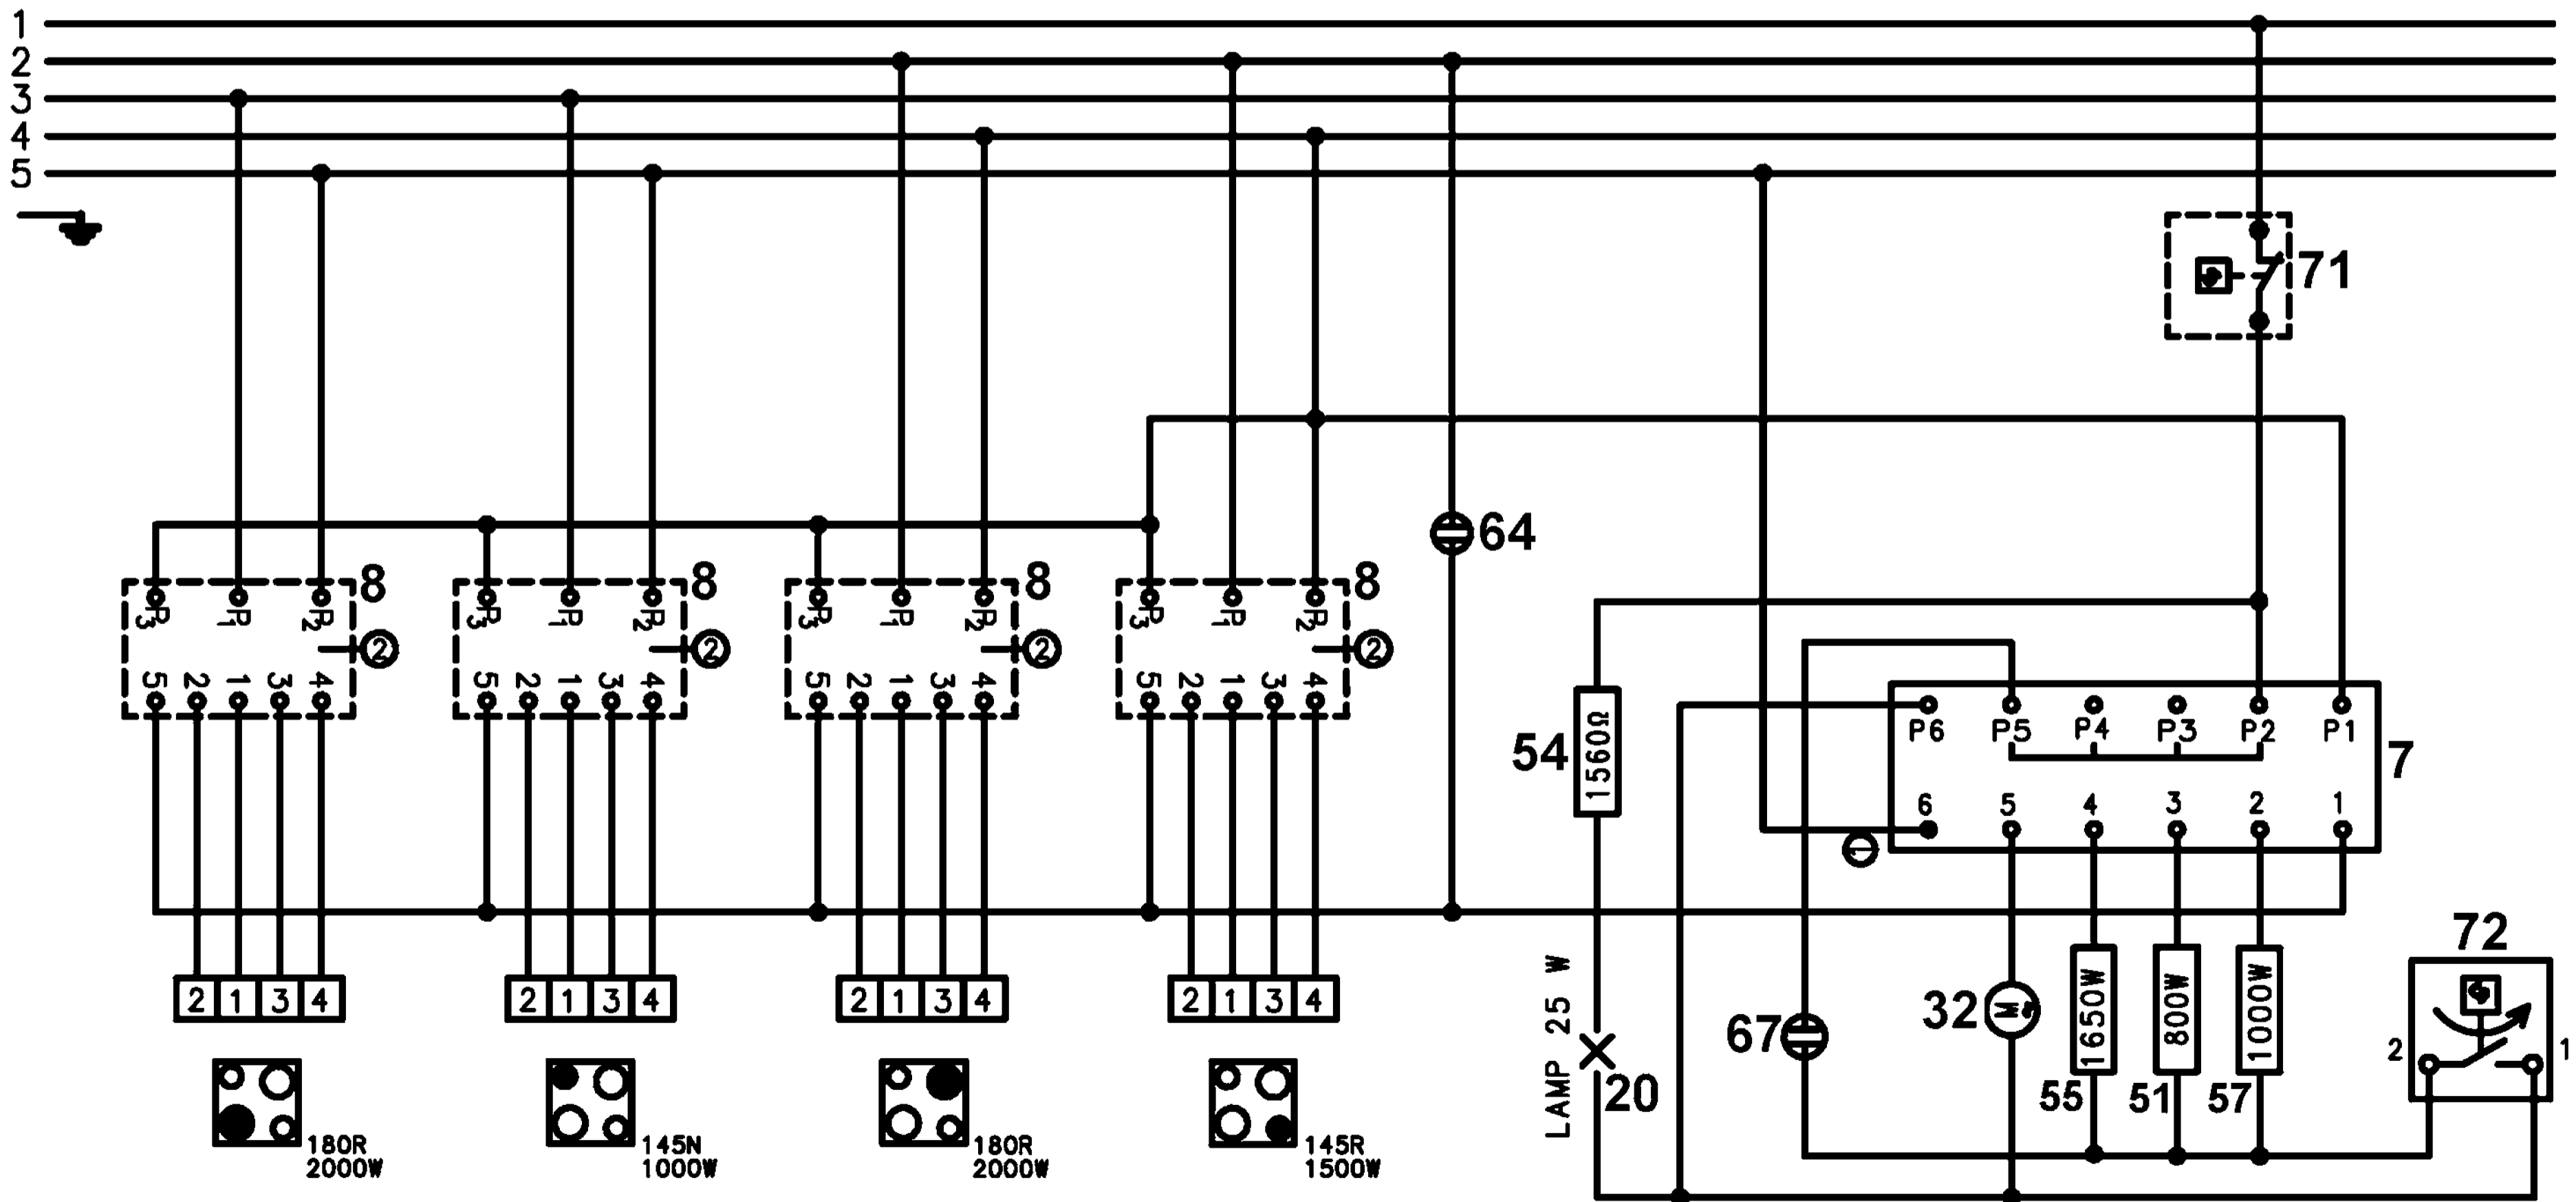 1
2
3
4
5
71
64
8 8 8 8
P3 P1 P2 P3 P1 P2 P3 P1 P2 P3 P1 P2
2 2 2 2
5 2 1 3 4 5 2 1 3 4 5 2 1 3 4 5 2 1 3 4
54 1560Ω
P6 P5 P4 P3 P2 P1
7
6 5 4 3 2 1
2 1 3 4 2 1 3 4 2 1 3 4 2 1 3 4
LAMP 25 W
20
67
32 M
1650W 800W 1000W
55 51 57
72
2 1
180R
2000W
145N
1000W
180R
2000W
145R
1500W